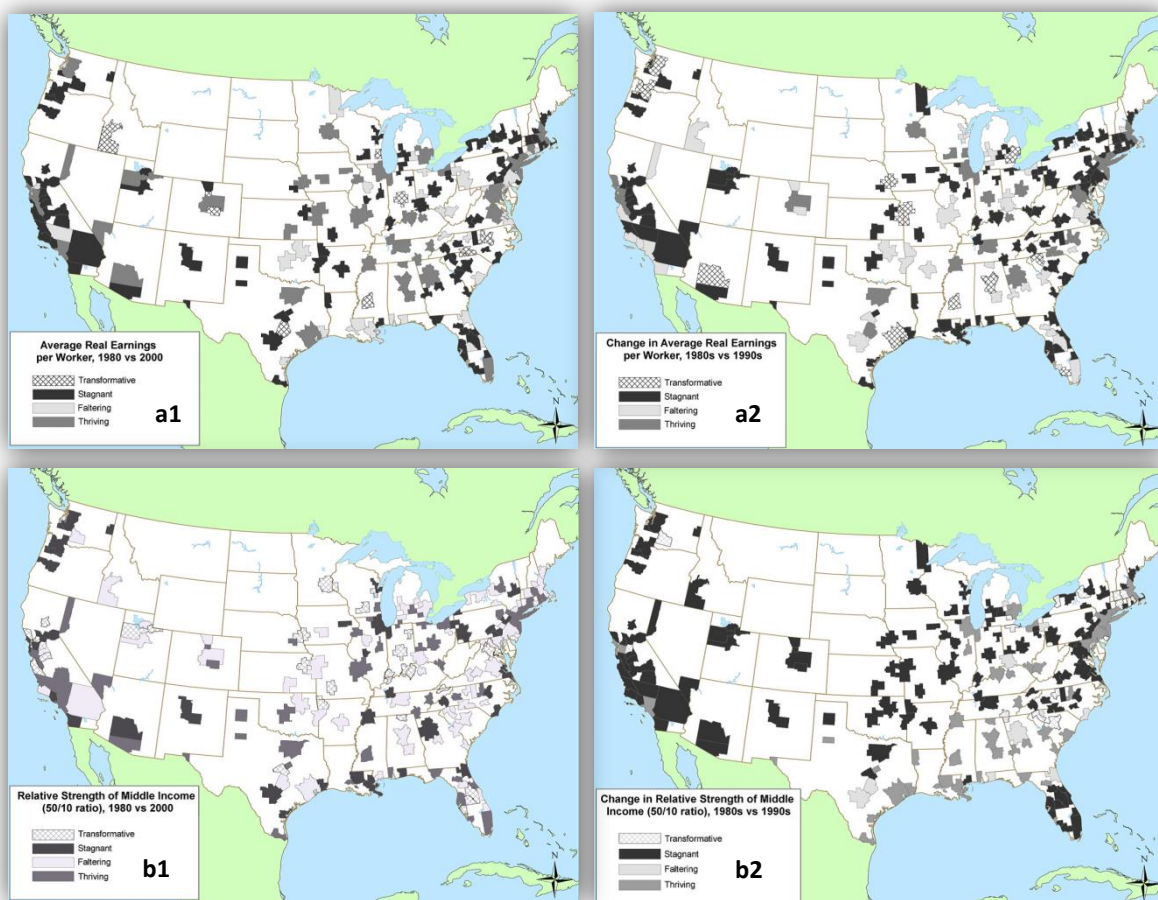 Average Real Earnings
per Worker, 1980 vs 2000
Transformative
Stagnant
Faltering
Thriving
a1
N
Change in Average Real Earnings
per Worker, 1980s vs 1990s
Transformative
Stagnant
Faltering
Thriving
a2
N
Relative Strength of Middle Income
(50/10 ratio), 1980 vs 2000
Transformative
Stagnant
Faltering
Thriving
b1
N
Change in Relative Strength of Middle
Income (50/10 ratio), 1980s vs 1990s
Transformative
Stagnant
Faltering
Thriving
b2
N